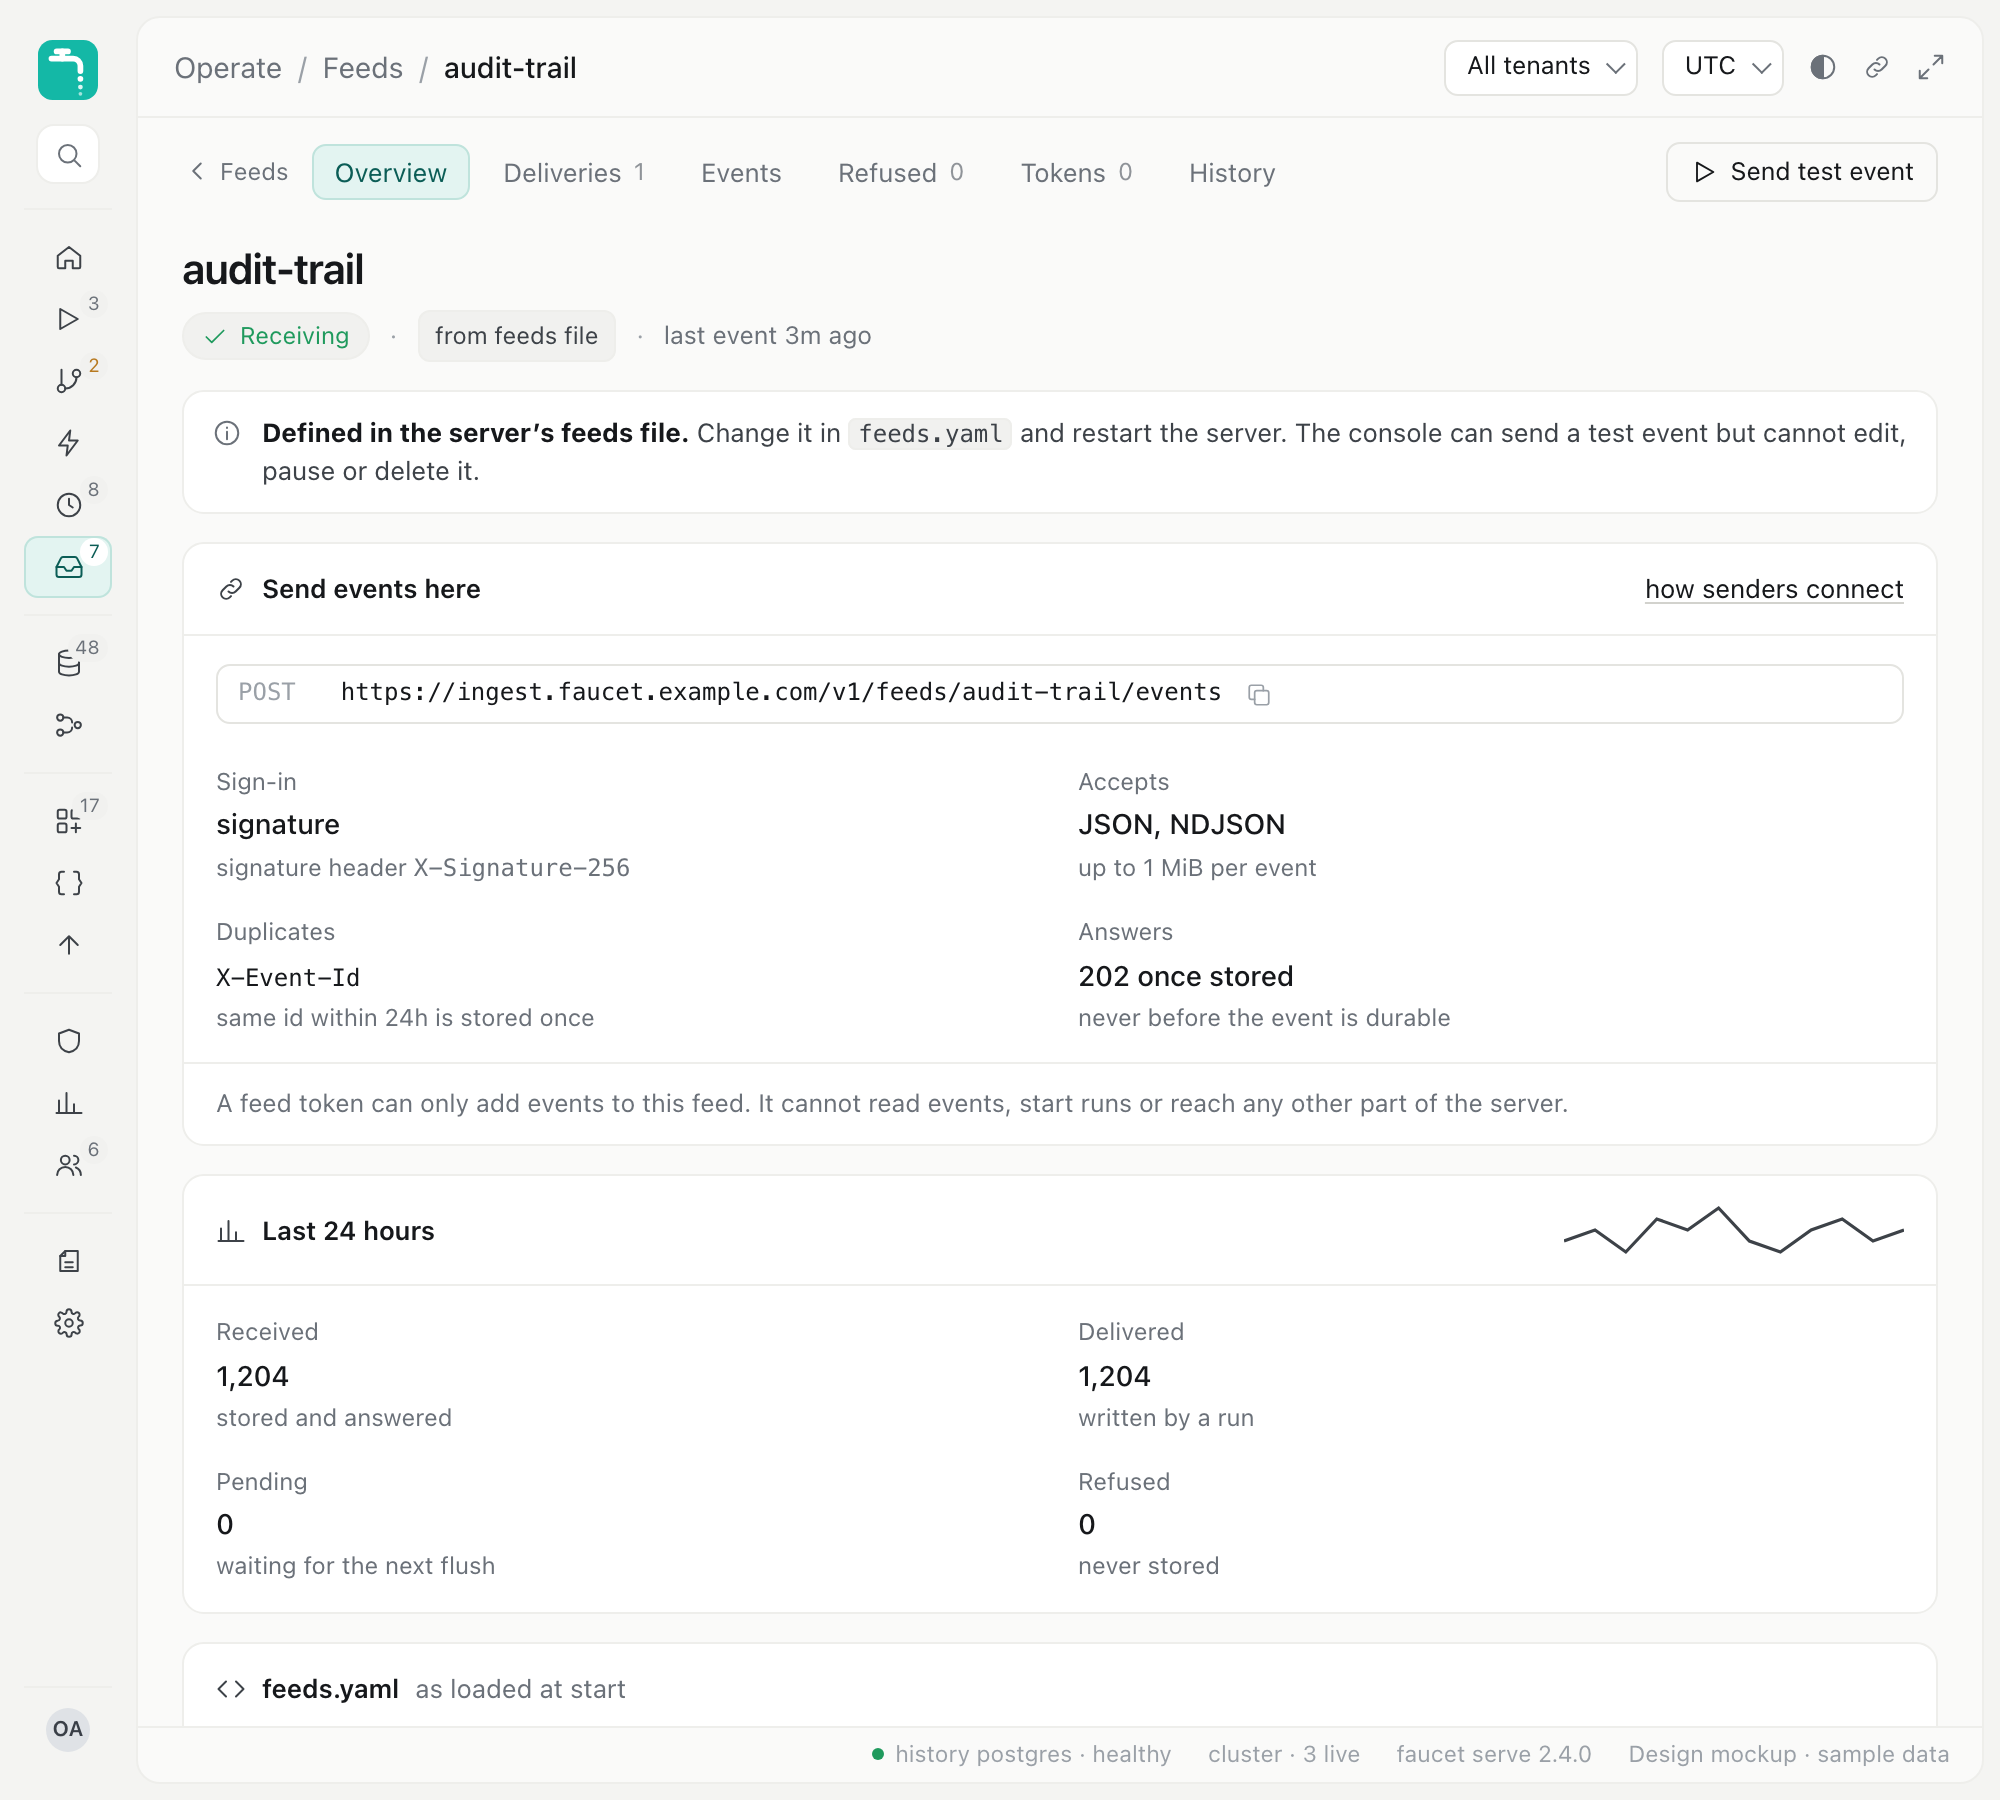 Operate / Feeds / audit-trail
All tenants
UTC
Feeds
Overview
Deliveries 1
Events
Refused 0
Tokens 0
History
Send test event
3
2
8
7
48
17
6
OA
audit-trail
Receiving · from feeds file · last event 3m ago
Defined in the server’s feeds file. Change it in feeds.yaml and restart the server. The console can send a test event but cannot edit,
pause or delete it.
Send events here
how senders connect
POST https://ingest.faucet.example.com/v1/feeds/audit-trail/events
Sign-in
signature
signature header X-Signature-256
Accepts
JSON, NDJSON
up to 1 MiB per event
Duplicates
X-Event-Id
same id within 24h is stored once
Answers
202 once stored
never before the event is durable
A feed token can only add events to this feed. It cannot read events, start runs or reach any other part of the server.
Last 24 hours
Received
1,204
stored and answered
Delivered
1,204
written by a run
Pending
0
waiting for the next flush
Refused
0
never stored
feeds.yaml as loaded at start
history postgres · healthy
cluster · 3 live
faucet serve 2.4.0
Design mockup · sample data